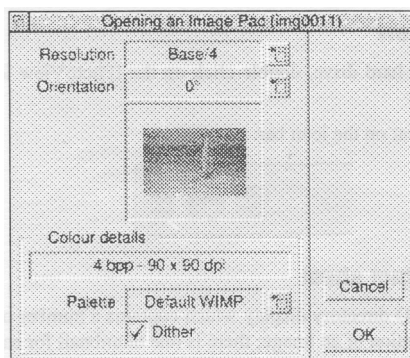 Opening an Image Pac (img0011)
Resolution Base/4
Orientation 0°
Colour details
4 bpp - 90 x 90 dpi
Palette Default WIMP
Dither
Cancel
OK